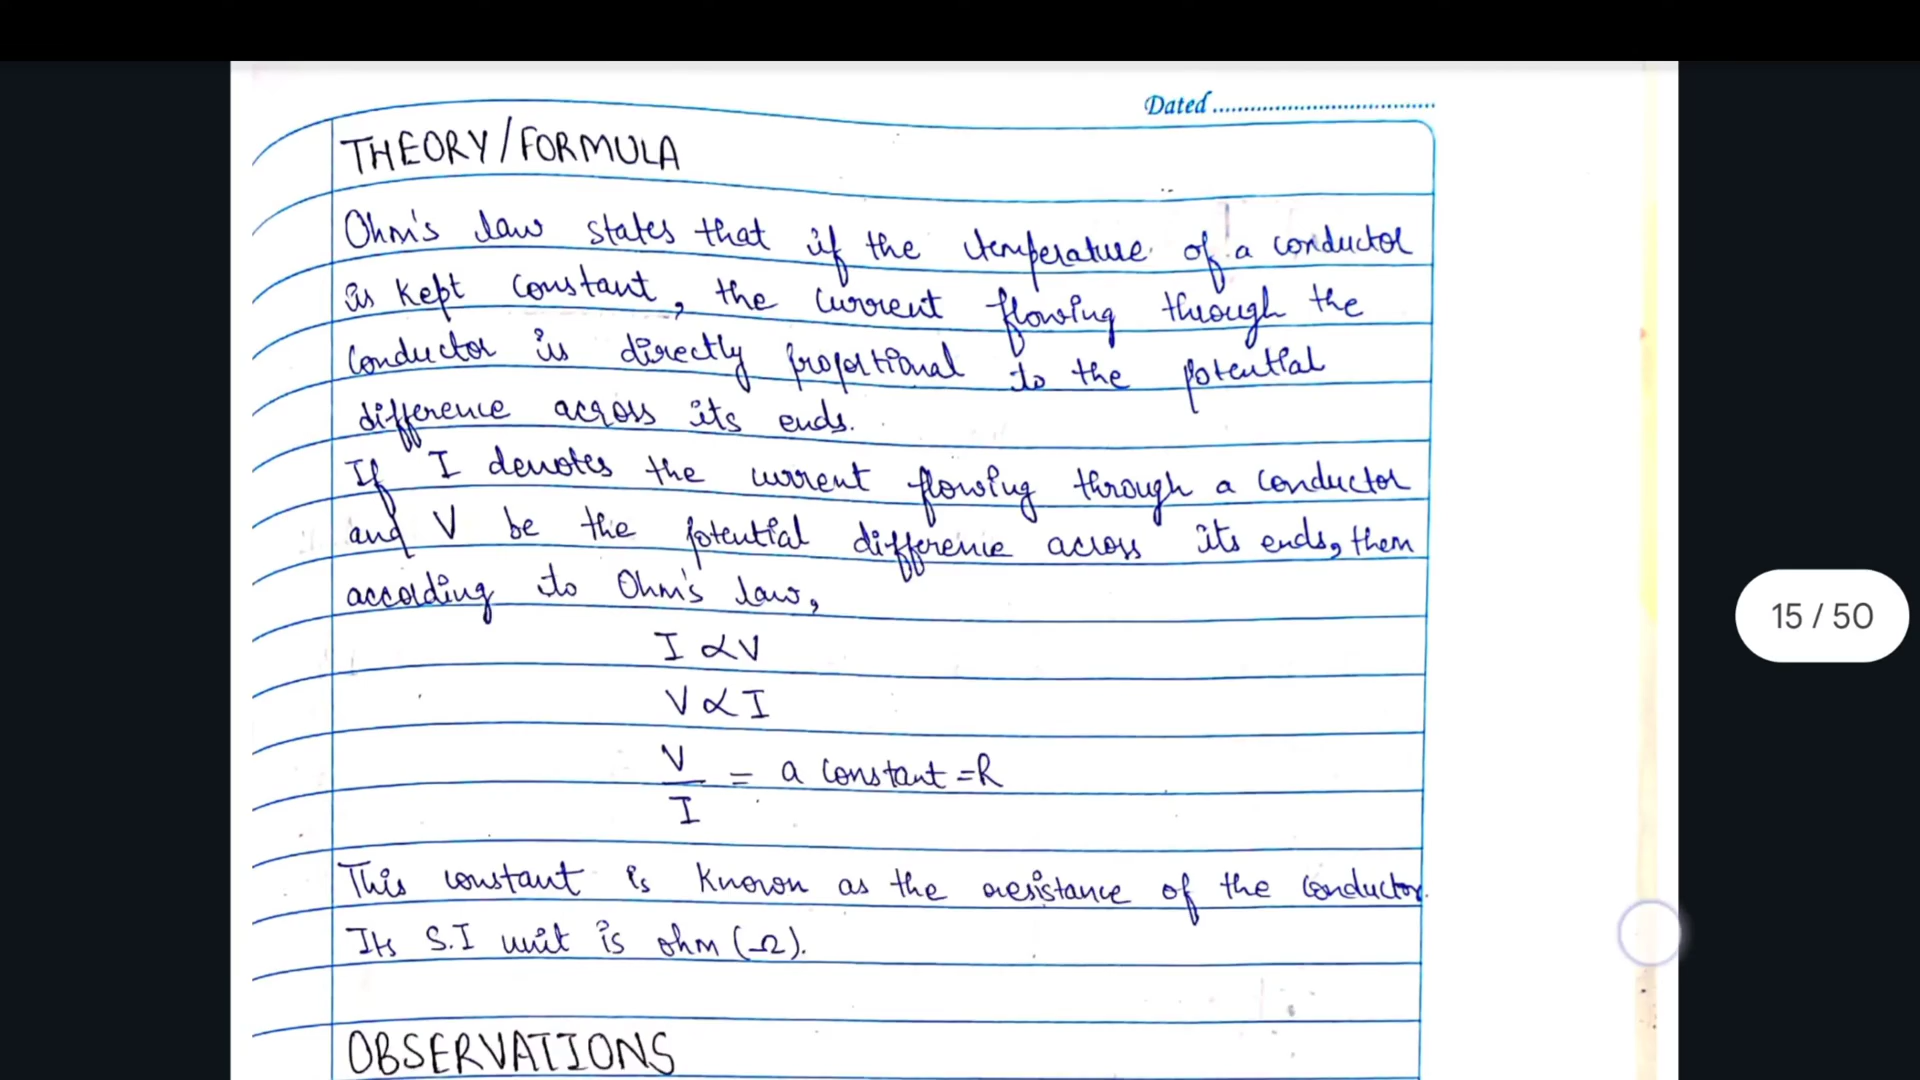 Dated
THEORY/FORMULA
Ohm's law states that if the temperature of a conductor
is kept constant, the current flowing through the
conductor is directly proportional to the potential
difference across its ends.
If I denotes the current flowing through a conductor
and V be the potential difference across its ends, them
according to Ohm's law,
I ∝ V
V ∝ I
V
— = a constant = R
I
This constant is known as the resistance of the conductor.
Its S.I unit is ohm (Ω).
OBSERVATIONS
15 / 50